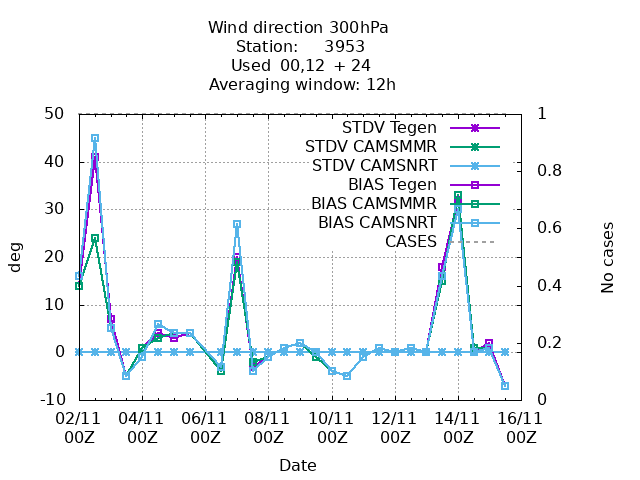 Wind direction 300hPa
Station: 3953
Used 00,12 + 24
Averaging window: 12h
50
40
30
20
10
0
-10
deg
1
0.8
0.6
0.4
0.2
0
No cases
STDV Tegen
STDV CAMSMMR
STDV CAMSNRT
BIAS Tegen
BIAS CAMSMMR
BIAS CAMSNRT
CASES
02/11 04/11 06/11 08/11 10/11 12/11 14/11 16/11
00Z 00Z 00Z 00Z 00Z 00Z 00Z 00Z
Date